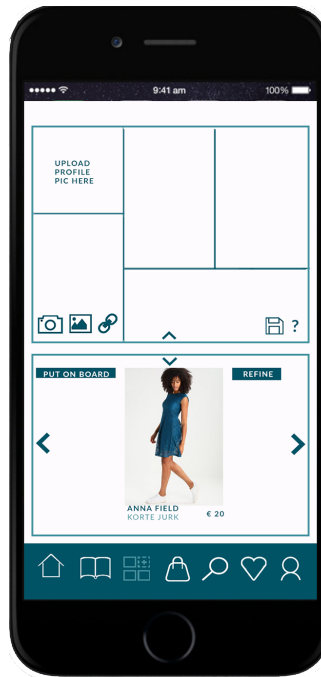 9:41 am
100%
UPLOAD
PROFILE
PIC HERE
?
PUT ON BOARD
REFINE
ANNA FIELD
KORTE JURK
€ 20